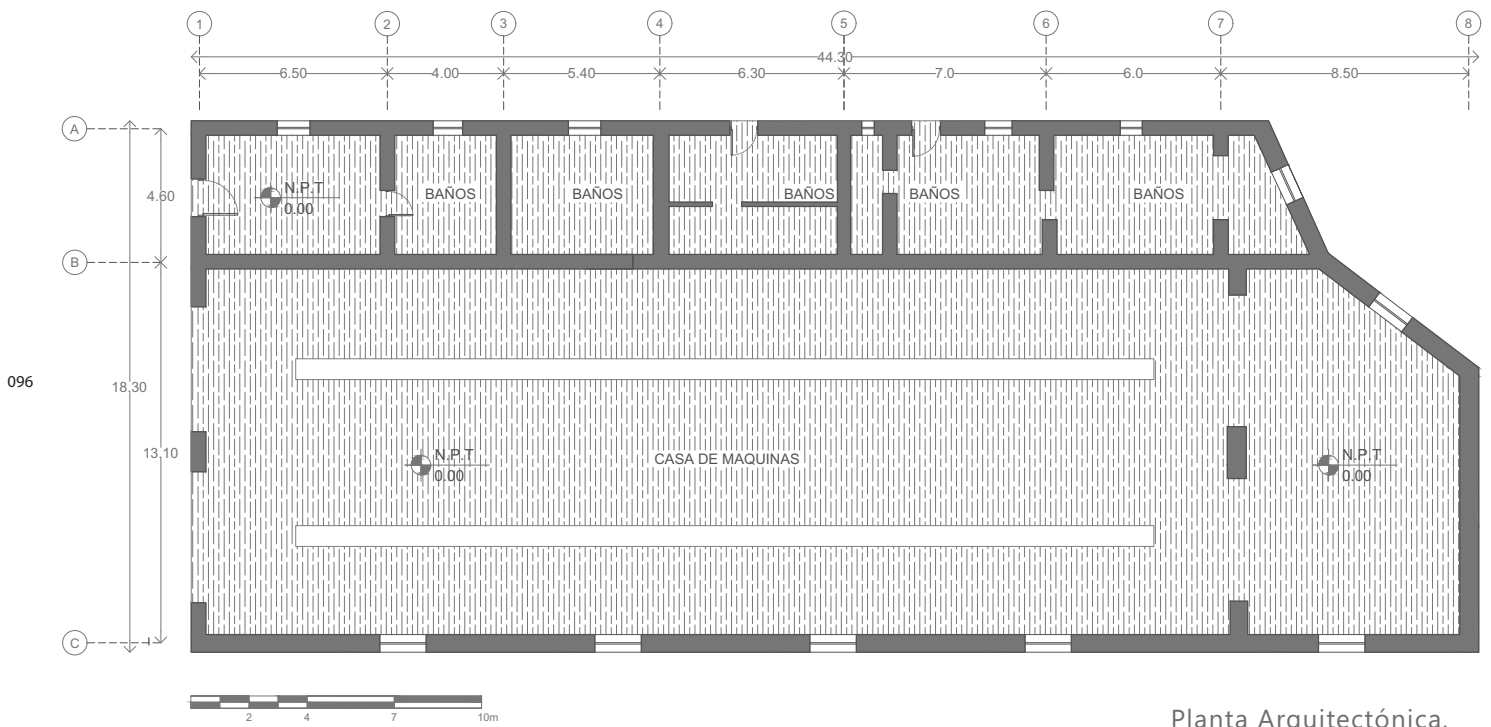 1 2 3 4 5 6 7 8
44.30
6.50 4.00 5.40 6.30 7.0 6.0 8.50
A
4.60
N.P.T
0.00
BAÑOS BAÑOS BAÑOS BAÑOS BAÑOS
B
096
18.30
13.10
N.P.T
0.00
CASA DE MAQUINAS
N.P.T
0.00
C
2 4 7 10m
Planta Arquitectónica.